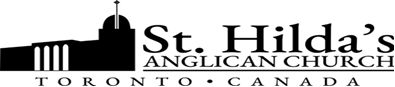 St. Hilda's
ANGLICAN CHURCH
TORONTO • CANADA